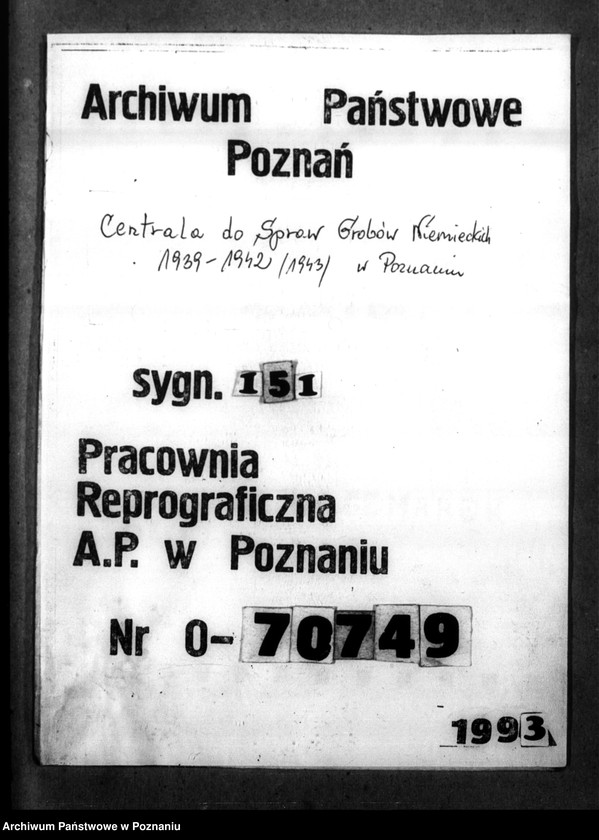 Archiwum Państwowe
Poznań
Centrala do Spraw Grobów Niemieckich
1939-1942 /1943/ w Poznaniu
sygn. 151
Pracownia
Reprograficzna
A.P. w Poznaniu
Nr O-70749
1993
Archiwum Państwowe w Poznaniu